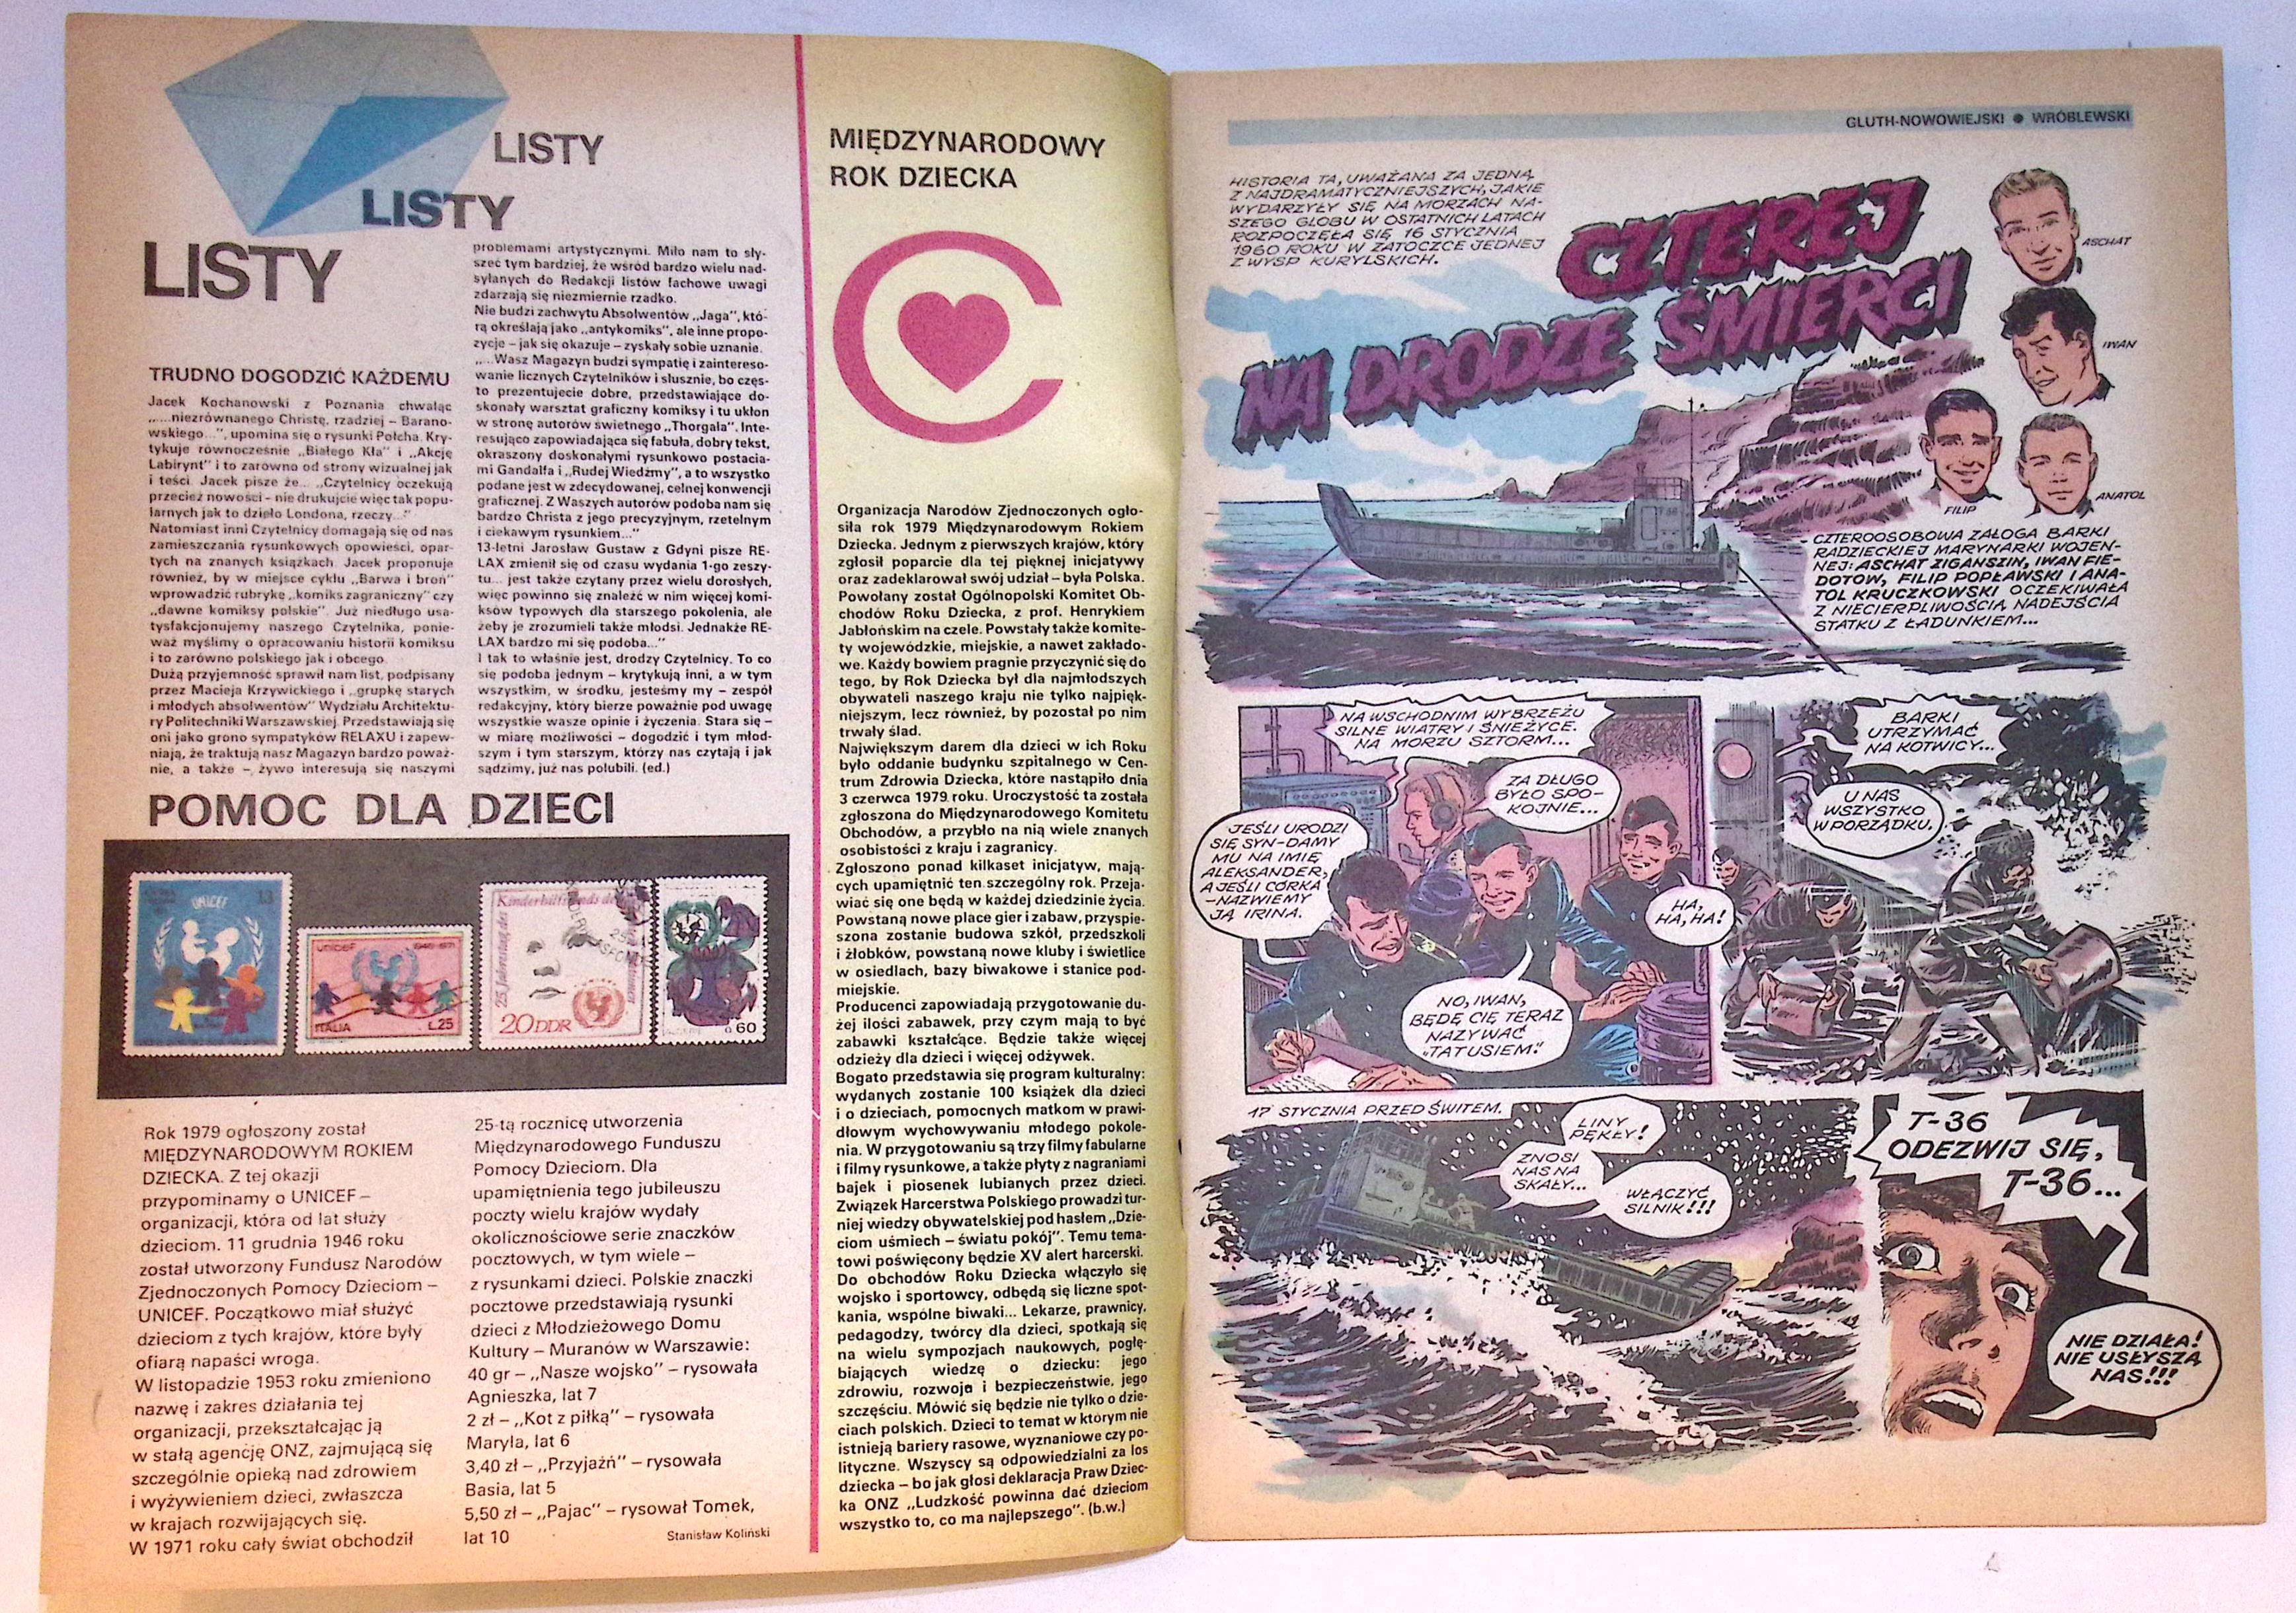 LISTY
LISTY
LISTY
TRUDNO DOGODZIĆ KAŻDEMU
Jacek Kochanowski z Poznania chwaląc
„....niezrównanego Christę, rzadziej – Barano-
wskiego...", upomina się o rysunki Polcha. Kry-
tykuje równocześnie „Białego Kła" i „Akcję
Labirynt" i to zarówno od strony wizualnej jak
i teści. Jacek pisze że... „Czytelnicy oczekują
przecież nowości – nie drukujcie więc tak popu-
larnych jak to dzieło Londona, rzeczy..."
Natomiast inni Czytelnicy domagają się od nas
zamieszczania rysunkowych opowieści, opar-
tych na znanych książkach. Jacek proponuje
również, by w miejsce cyklu „Barwa i broń"
wprowadzić rubrykę „komiks zagraniczny" czy
„dawne komiksy polskie". Już niedługo usa-
tysfakcjonujemy naszego Czytelnika, ponie-
waż myślimy o opracowaniu historii komiksu
i to zarówno polskiego jak i obcego.
Dużą przyjemność sprawił nam list, podpisany
przez Macieja Krzywickiego i „grupkę starych
i młodych absolwentów" Wydziału Architektu-
ry Politechniki Warszawskiej. Przedstawiają się
oni jako grono sympatyków RELAXU i zapew-
niają, że traktują nasz Magazyn bardzo poważ-
nie, a także – żywo interesują się naszymi
problemami artystycznymi. Miło nam to sły-
szeć tym bardziej, że wśród bardzo wielu nad-
syłanych do Redakcji listów fachowe uwagi
zdarzają się niezmiernie rzadko.
Nie budzi zachwytu Absolwentów „Jaga", któ-
rą określają jako „antykomiks", ale inne propo-
zycje – jak się okazuje – zyskały sobie uznanie.
„....Wasz Magazyn budzi sympatię i zaintereso-
wanie licznych Czytelników i słusznie, bo częs-
to prezentujecie dobre, przedstawiające do-
skonały warsztat graficzny komiksy i tu ukłon
w stronę autorów świetnego „Thorgala". Inte-
resująco zapowiadająca się fabuła, dobry tekst,
okraszony doskonałymi rysunkowo postacia-
mi Gandalfa i „Rudej Wiedźmy", a to wszystko
podane jest w zdecydowanej, celnej konwencji
graficznej. Z Waszych autorów podoba nam się
bardzo Christa z jego precyzyjnym, rzetelnym
i ciekawym rysunkiem..."
13-letni Jarosław Gustaw z Gdyni pisze RE-
LAX zmienił się od czasu wydania 1-go zeszy-
tu... jest także czytany przez wielu dorosłych,
więc powinno się znaleźć w nim więcej komi-
ksów typowych dla starszego pokolenia, ale
żeby je zrozumieli także młodsi. Jednakże RE-
LAX bardzo mi się podoba..."
I tak to właśnie jest, drodzy Czytelnicy. To co
się podoba jednym – krytykują inni, a w tym
wszystkim, w środku, jesteśmy my – zespół
redakcyjny, który bierze poważnie pod uwagę
wszystkie wasze opinie i życzenia. Stara się –
w miarę możliwości – dogodzić i tym młod-
szym i tym starszym, którzy nas czytają i jak
sądzimy, już nas polubili. (ed.)
POMOC DLA DZIECI
UNICEF 13
unicef 1946-1971
ITALIA L.25
25 Jahrestag des Kinderhilfsfonds der
20 DDR
0,60
Rok 1979 ogłoszony został
MIĘDZYNARODOWYM ROKIEM
DZIECKA. Z tej okazji
przypominamy o UNICEF –
organizacji, która od lat służy
dzieciom. 11 grudnia 1946 roku
został utworzony Fundusz Narodów
Zjednoczonych Pomocy Dzieciom –
UNICEF. Początkowo miał służyć
dzieciom z tych krajów, które były
ofiarą napaści wroga.
W listopadzie 1953 roku zmieniono
nazwę i zakres działania tej
organizacji, przekształcając ją
w stałą agencję ONZ, zajmującą się
szczególnie opieką nad zdrowiem
i wyżywieniem dzieci, zwłaszcza
w krajach rozwijających się.
W 1971 roku cały świat obchodził
25-tą rocznicę utworzenia
Międzynarodowego Funduszu
Pomocy Dzieciom. Dla
upamiętnienia tego jubileuszu
poczty wielu krajów wydały
okolicznościowe serie znaczków
pocztowych, w tym wiele –
z rysunkami dzieci. Polskie znaczki
pocztowe przedstawiają rysunki
dzieci z Młodzieżowego Domu
Kultury – Muranów w Warszawie:
40 gr – „Nasze wojsko" – rysowała
Agnieszka, lat 7
2 zł – „Kot z piłką" – rysowała
Maryla, lat 6
3,40 zł – „Przyjaźń" – rysowała
Basia, lat 5
5,50 zł – „Pajac" – rysował Tomek,
lat 10
Stanisław Koliński
MIĘDZYNARODOWY
ROK DZIECKA
Organizacja Narodów Zjednoczonych ogło-
siła rok 1979 Międzynarodowym Rokiem
Dziecka. Jednym z pierwszych krajów, który
zgłosił poparcie dla tej pięknej inicjatywy
oraz zadeklarował swój udział – była Polska.
Powołany został Ogólnopolski Komitet Ob-
chodów Roku Dziecka, z prof. Henrykiem
Jabłońskim na czele. Powstały także komite-
ty wojewódzkie, miejskie, a nawet zakłado-
we. Każdy bowiem pragnie przyczynić się do
tego, by Rok Dziecka był dla najmłodszych
obywateli naszego kraju nie tylko najpięk-
niejszym, lecz również, by pozostał po nim
trwały ślad.
Największym darem dla dzieci w ich Roku
było oddanie budynku szpitalnego w Cen-
trum Zdrowia Dziecka, które nastąpiło dnia
3 czerwca 1979 roku. Uroczystość ta została
zgłoszona do Międzynarodowego Komitetu
Obchodów, a przybło na nią wiele znanych
osobistości z kraju i zagranicy.
Zgłoszono ponad kilkaset inicjatyw, mają-
cych upamiętnić ten szczególny rok. Przeja-
wiać się one będą w każdej dziedzinie życia.
Powstaną nowe place gier i zabaw, przyspie-
szona zostanie budowa szkół, przedszkoli
i żłobków, powstaną nowe kluby i świetlice
w osiedlach, bazy biwakowe i stanice pod-
miejskie.
Producenci zapowiadają przygotowanie du-
żej ilości zabawek, przy czym mają to być
zabawki kształcące. Będzie także więcej
odzieży dla dzieci i więcej odżywek.
Bogato przedstawia się program kulturalny:
wydanych zostanie 100 książek dla dzieci
i o dzieciach, pomocnych matkom w prawi-
dłowym wychowywaniu młodego pokole-
nia. W przygotowaniu są trzy filmy fabularne
i filmy rysunkowe, a także płyty z nagraniami
bajek i piosenek lubianych przez dzieci.
Związek Harcerstwa Polskiego prowadzi tur-
niej wiedzy obywatelskiej pod hasłem „Dzie-
ciom uśmiech – światu pokój". Temu tema-
towi poświęcony będzie XV alert harcerski.
Do obchodów Roku Dziecka włączyło się
wojsko i sportowcy, odbędą się liczne spot-
kania, wspólne biwaki... Lekarze, prawnicy,
pedagodzy, twórcy dla dzieci, spotkają się
na wielu sympozjach naukowych, pogłę-
biających wiedzę o dziecku: jego
zdrowiu, rozwoju i bezpieczeństwie, jego
szczęściu. Mówić się będzie nie tylko o dzie-
ciach polskich. Dzieci to temat w którym nie
istnieją bariery rasowe, wyznaniowe czy po-
lityczne. Wszyscy są odpowiedzialni za los
dziecka – bo jak głosi deklaracja Praw Dziec-
ka ONZ „Ludzkość powinna dać dzieciom
wszystko to, co ma najlepszego". (b.w.)
GLUTH-NOWOWIEJSKI ● WRÓBLEWSKI
HISTORIA TA, UWAŻANA ZA JEDNĄ
Z NAJDRAMATYCZNIEJSZYCH, JAKIE
WYDARZYŁY SIĘ NA MORZACH NA-
SZEGO GLOBU W OSTATNICH LATACH
ROZPOCZĘŁA SIĘ 16 STYCZNIA
1960 ROKU W ZATOCZCE JEDNEJ
Z WYSP KURYLSKICH.
CZTEREJ
NA DRODZE ŚMIERCI
ASCHAT
IWAN
FILIP
ANATOL
CZTEROOSOBOWA ZAŁOGA BARKI
RADZIECKIEJ MARYNARKI WOJEN-
NEJ: ASCHAT ZIGANSZIN, IWAN FIE-
DOTOW, FILIP POPŁAWSKI I ANA-
TOL KRUCZKOWSKI OCZEKIWAŁA
Z NIECIERPLIWOŚCIĄ NADEJŚCIA
STATKU Z ŁADUNKIEM...
NA WSCHODNIM WYBRZEŻU
SILNE WIATRY I ŚNIEŻYCE.
NA MORZU SZTORM...
ZA DŁUGO
BYŁO SPO-
KOJNIE...
JEŚLI URODZI
SIĘ SYN-DAMY
MU NA IMIĘ
ALEKSANDER,
A JEŚLI CÓRKA
-NAZWIEMY
JĄ IRINA.
HA,
HA, HA!
NO, IWAN,
BĘDĘ CIĘ TERAZ
NAZYWAĆ
„TATUSIEM."
BARKI
UTRZYMAĆ
NA KOTWICY...
U NAS
WSZYSTKO
W PORZĄDKU.
17 STYCZNIA PRZED ŚWITEM.
LINY
PĘKŁY!
ZNOSI
NAS NA
SKAŁY...
WŁĄCZYĆ
SILNIK!!!
T-36
ODEZWIJ SIĘ,
T-36...
NIE DZIAŁA!
NIE USŁYSZĄ
NAS!!!